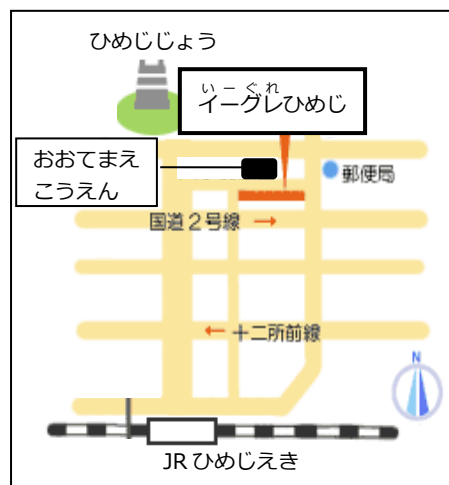 ひめじじょう
いーぐれ
イーグレひめじ
おおてまえ
こうえん
郵便局
国道２号線 →
← 十二所前線
N
JRひめじえき